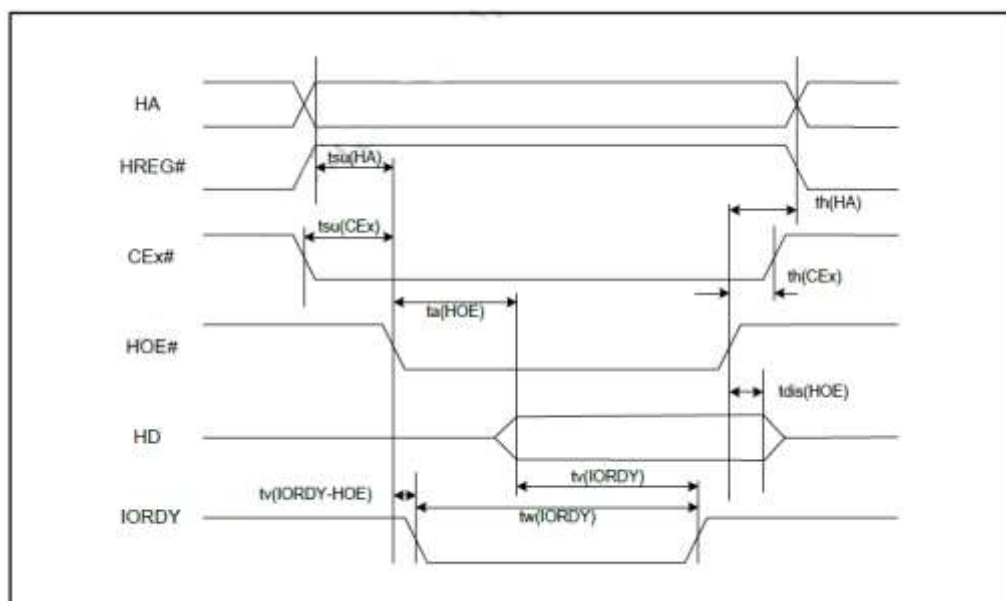 HA
HREG#
tsu(HA)
th(HA)
tsu(CEx)
CEx#
th(CEx)
ta(HOE)
HOE#
tdis(HOE)
HD
tv(IORDY-HOE)
tv(IORDY)
IORDY
tw(IORDY)